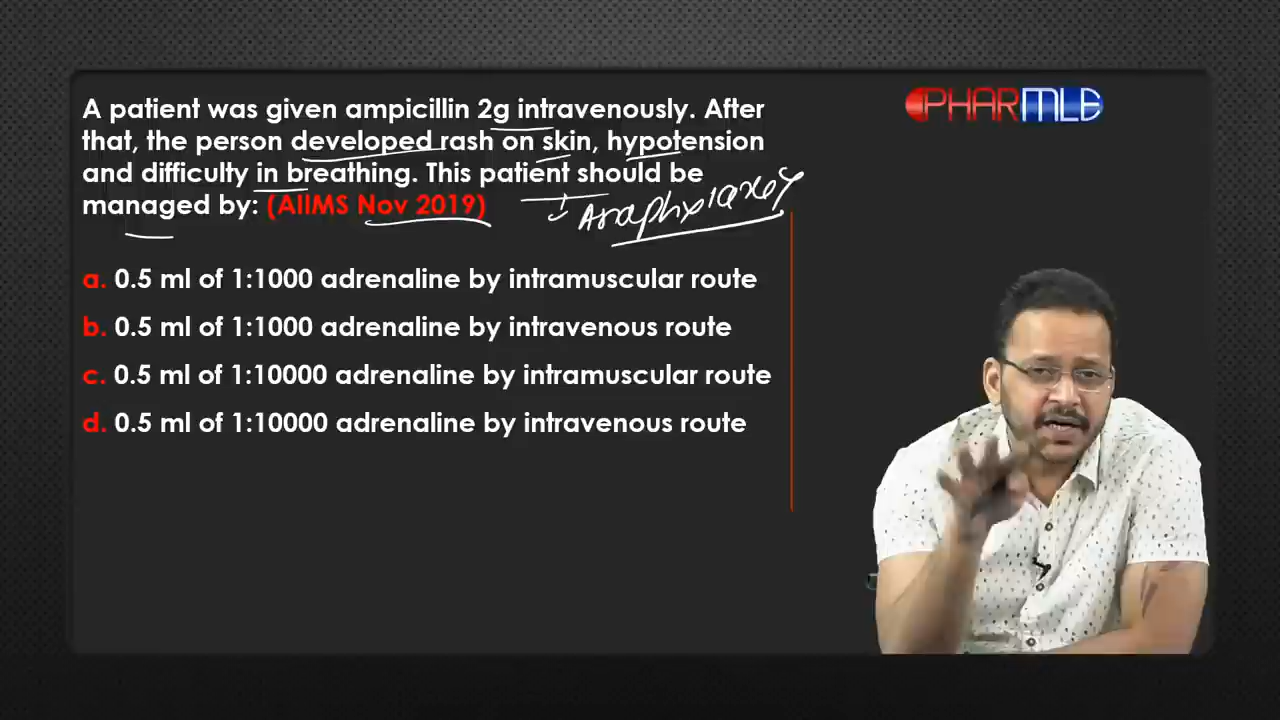 PHARMLE
A patient was given ampicillin 2g intravenously. After
that, the person developed rash on skin, hypotension
and difficulty in breathing. This patient should be
managed by: (AIIMS Nov 2019)
Anaphylaxey
a. 0.5 ml of 1:1000 adrenaline by intramuscular route
b. 0.5 ml of 1:1000 adrenaline by intravenous route
c. 0.5 ml of 1:10000 adrenaline by intramuscular route
d. 0.5 ml of 1:10000 adrenaline by intravenous route